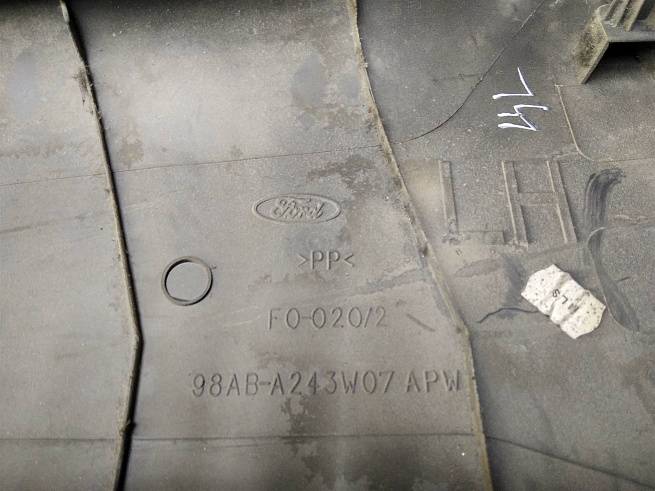 Ford
LH
>PP<
FO-020/2
98AB-A243W07 APW